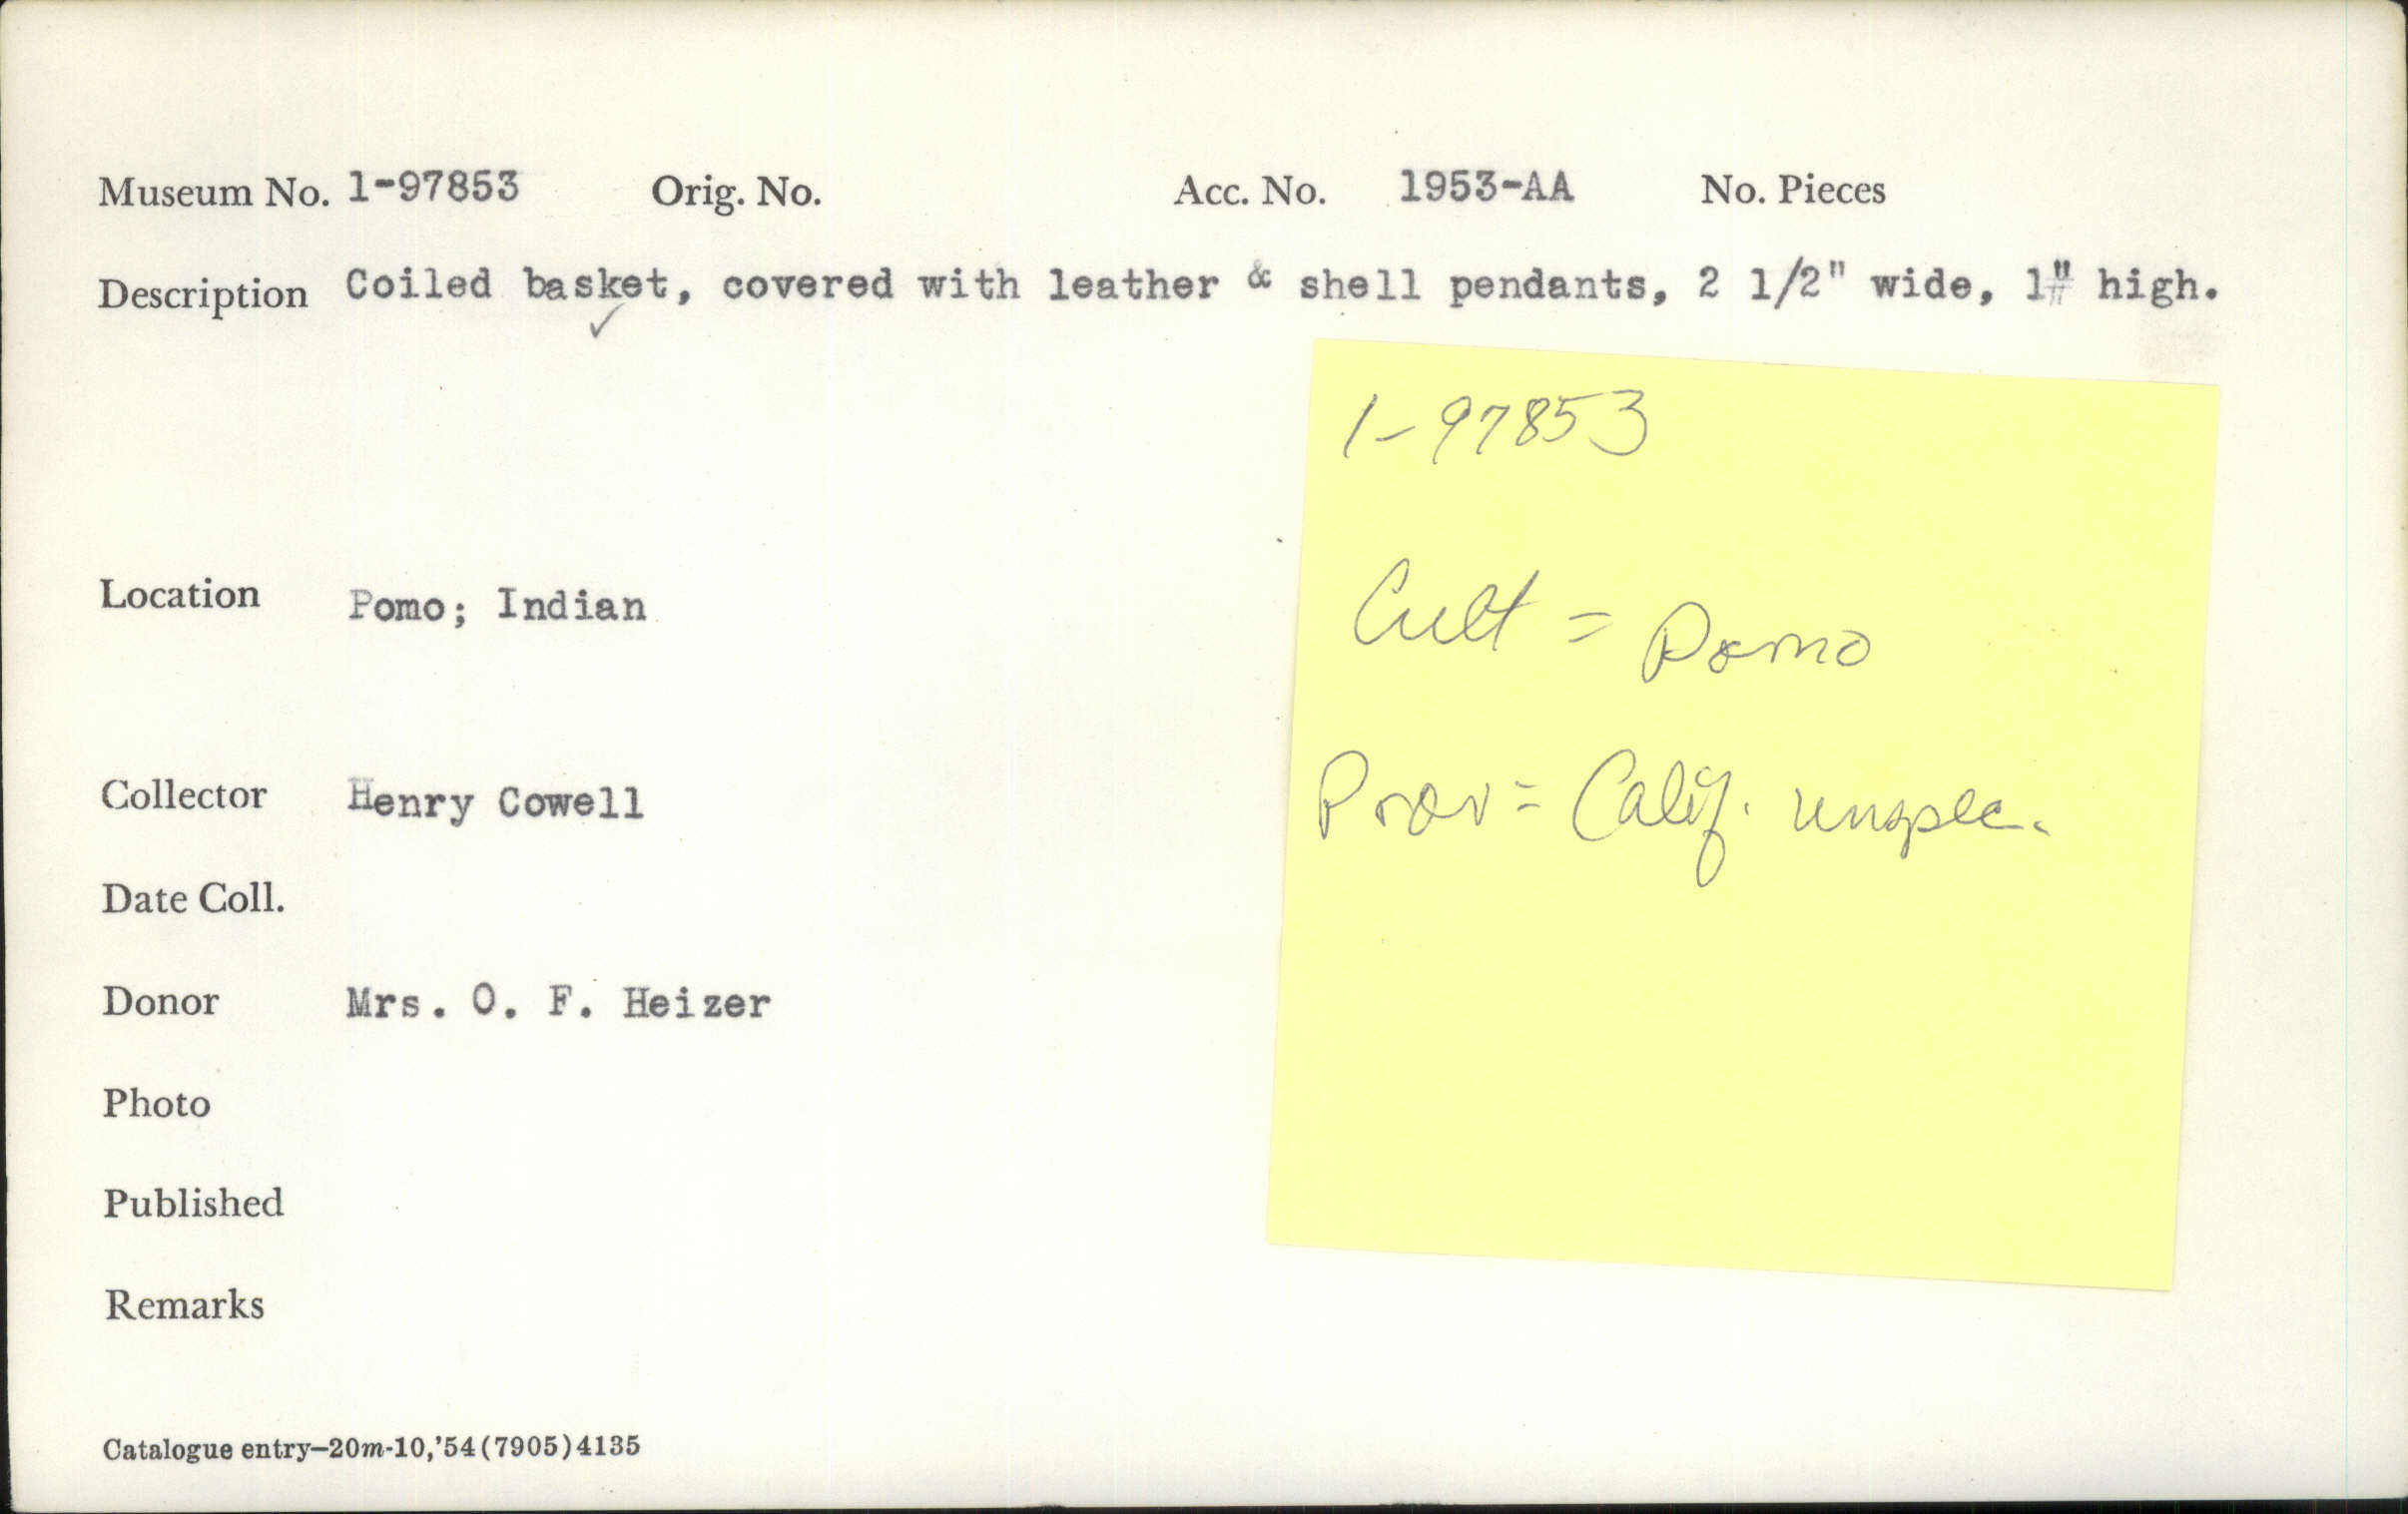 Museum No. 1-97853 Orig. No. Acc. No. 1953-AA No. Pieces
Description Coiled basket, covered with leather & shell pendants, 2 1/2" wide, 1" high.
1-97853
Cult = Pomo
Prov = Calif. unspec.
Location Pomo; Indian
Collector Henry Cowell
Date Coll.
Donor Mrs. O. F. Heizer
Photo
Published
Remarks
Catalogue entry—20m-10,'54(7905)4135